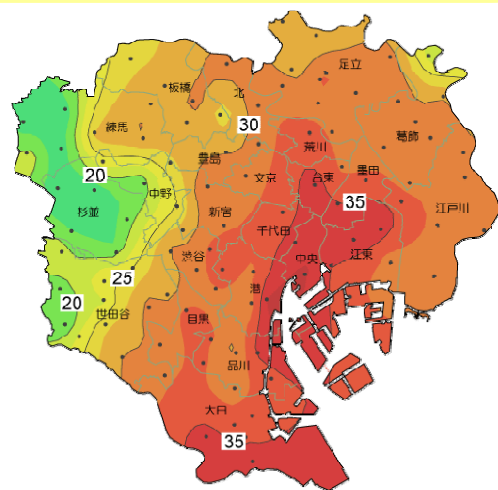 足立
板橋
北
30
練馬
葛飾
荒川
豊島
墨田
20
文京
台東
中野
35
杉並
新宿
江戸川
千代田
渋谷
中央
江東
25
港
20
世田谷
目黒
品川
大田
35